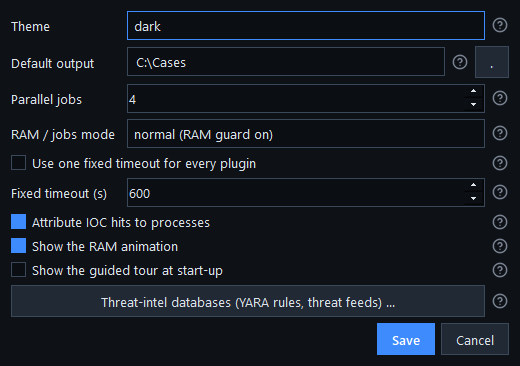 Theme dark ?
Default output C:\Cases ? .
Parallel jobs 4 ?
RAM / jobs mode normal (RAM guard on) ?
Use one fixed timeout for every plugin ?
Fixed timeout (s) 600 ?
Attribute IOC hits to processes ?
Show the RAM animation ?
Show the guided tour at start-up ?
Threat-intel databases (YARA rules, threat feeds) ... ?
Save Cancel